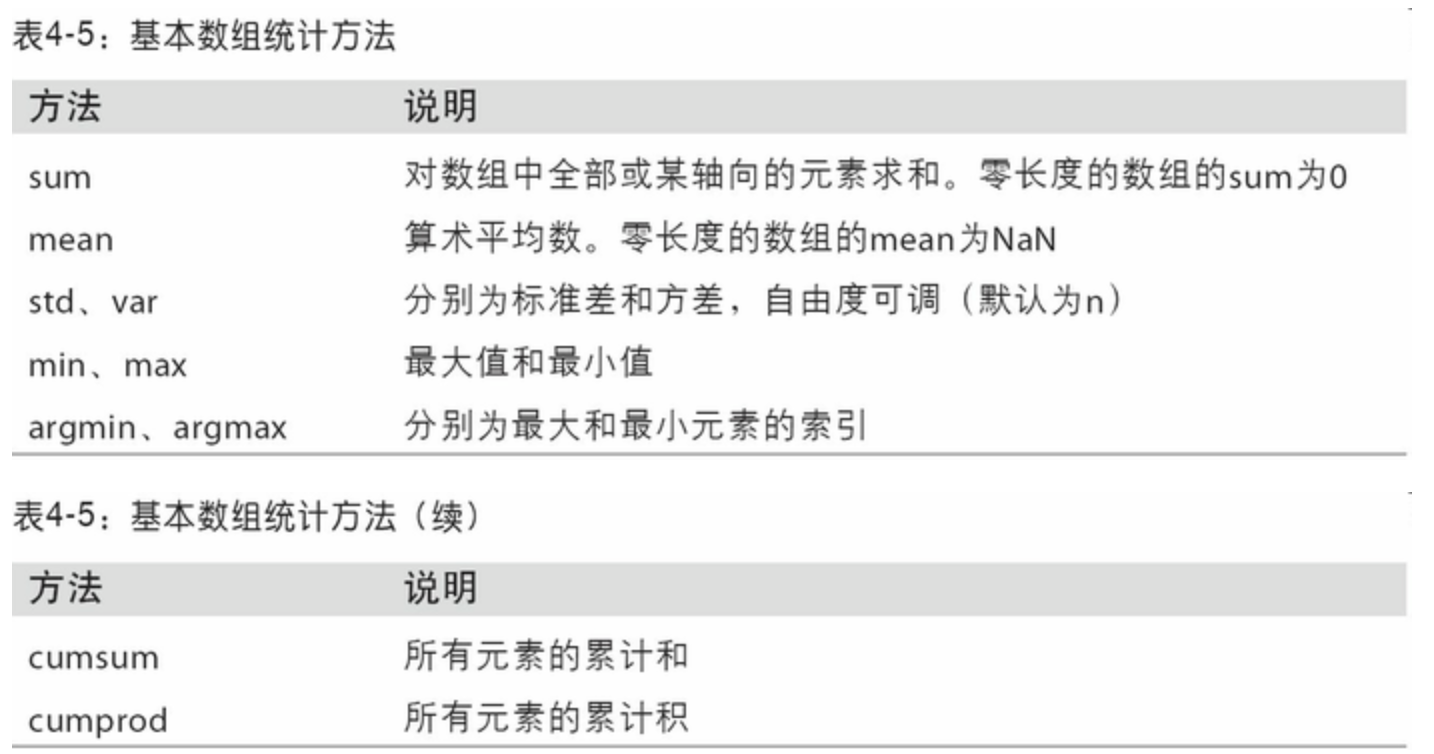 表4-5：基本数组统计方法
方法 说明
sum 对数组中全部或某轴向的元素求和。零长度的数组的sum为0
mean 算术平均数。零长度的数组的mean为NaN
std、var 分别为标准差和方差，自由度可调（默认为n）
min、max 最大值和最小值
argmin、argmax 分别为最大和最小元素的索引
表4-5：基本数组统计方法（续）
方法 说明
cumsum 所有元素的累计和
cumprod 所有元素的累计积